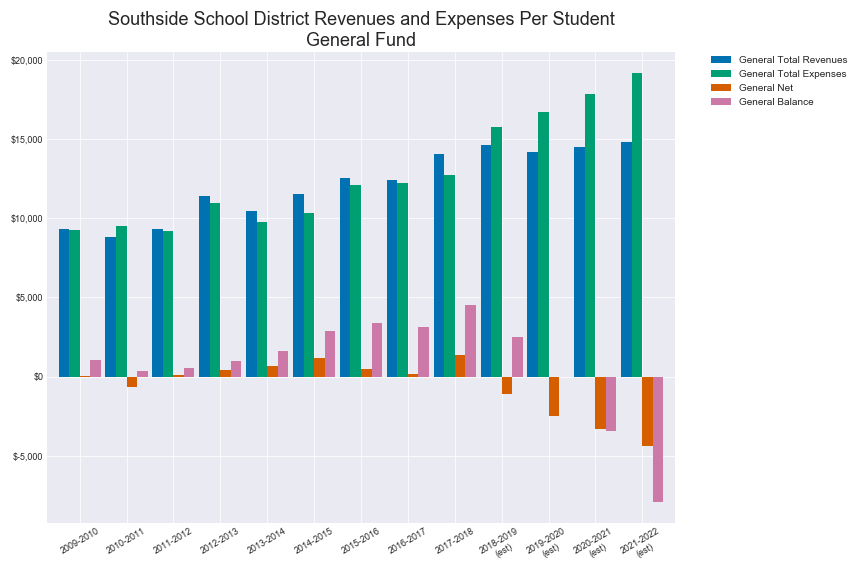 Southside School District Revenues and Expenses Per Student
General Fund
General Total Revenues
General Total Expenses
General Net
General Balance
$20,000
$15,000
$10,000
$5,000
$0
$-5,000
2009-2010
2010-2011
2011-2012
2012-2013
2013-2014
2014-2015
2015-2016
2016-2017
2017-2018
2018-2019
(est)
2019-2020
(est)
2020-2021
(est)
2021-2022
(est)